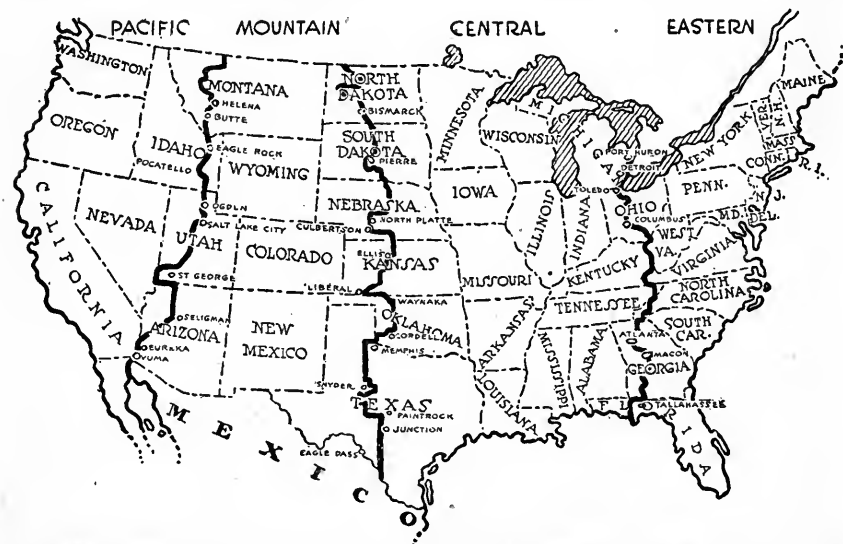 PACIFIC MOUNTAIN CENTRAL EASTERN
WASHINGTON
MONTANA
NORTH
DAKOTA
MINNESOTA
MICHIGAN
MAINE
HELENA
BUTTE
BISMARCK
OREGON
IDAHO
EAGLE ROCK
POCATELLO
WYOMING
SOUTH
DAKOTA
PIERRE
WISCONSIN
PORT HURON
DETROIT
NEW YORK
VER.
N.H.
MASS
CONN.
R.I.
CALIFORNIA
NEVADA
OGDEN
SALT LAKE CITY
UTAH
NEBRASKA
NORTH PLATTE
CULBERTSON
IOWA
TOLEDO
OHIO
COLUMBUS
PENN.
N.J.
MD.
DEL.
ILLINOIS
INDIANA
WEST
VA.
VIRGINIA
COLORADO
ELLIS
KANSAS
MISSOURI
KENTUCKY
ST GEORGE
LIBERAL
WAYNAKA
TENNESSEE
NORTH
CAROLINA
SELIGMAN
ARIZONA
EUREKA
YUMA
NEW
MEXICO
OKLAHOMA
CORDELL
MEMPHIS
ARKANSAS
SOUTH
CAR.
ATLANTA
MACON
GEORGIA
MISSISSIPPI
ALABAMA
LOUISIANA
SNYDER
TEXAS
PAINTROCK
JUNCTION
FLORIDA
TALLAHASSEE
EAGLE PASS
MEXICO